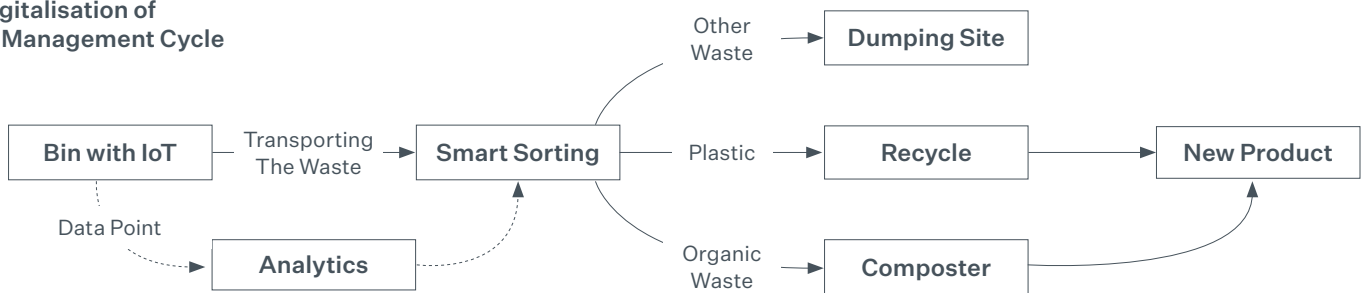 gitalisation of
Management Cycle
Other
Waste
Dumping Site
Bin with IoT
Transporting
The Waste
Smart Sorting
Plastic
Recycle
New Product
Data Point
Analytics
Organic
Waste
Composter